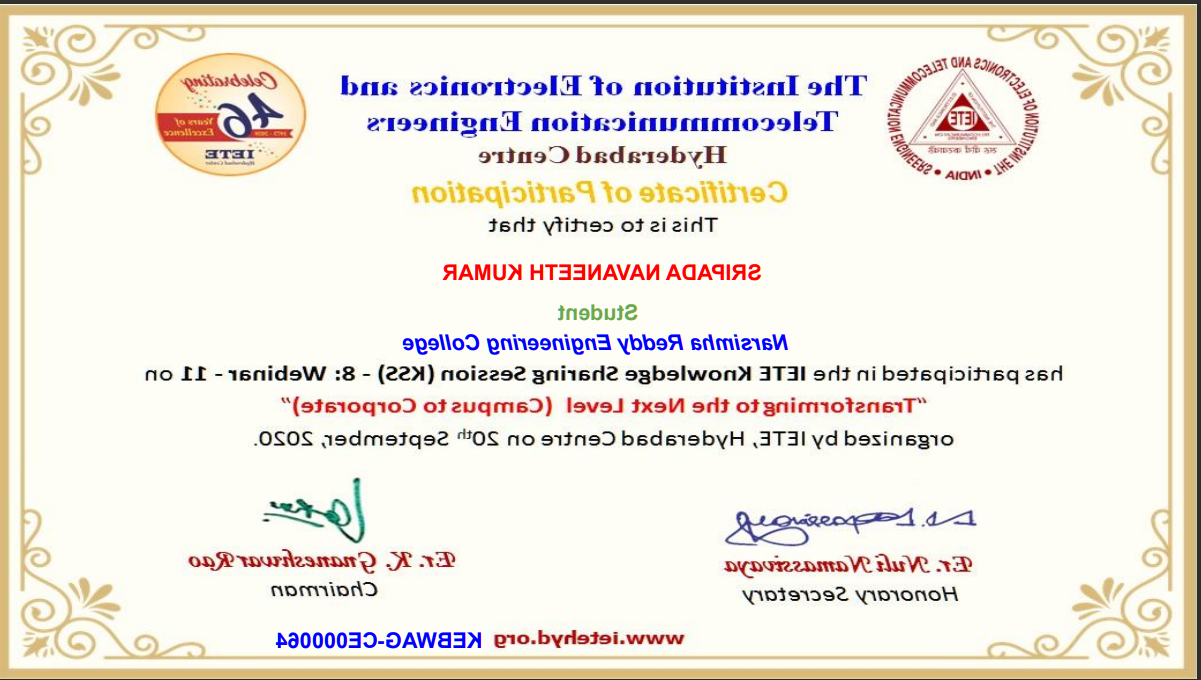 The Institution of Electronics and
Telecommunication Engineers
Hyderabad Centre
THE INSTITUTION OF ELECTRONICS AND TELECOMMUNICATION ENGINEERS • INDIA •
IETE
Celebrating
46
Years of
Excellence
IETE
Hyderabad Centre
Certificate of Participation
This is to certify that
SRIPADA NAVANEETH KUMAR
Student
Narsimha Reddy Engineering College
has participated in the IETE Knowledge Sharing Session (KSS) - 8: Webinar - 11 on
“Transforming to the Next Level (Campus to Corporate)”
organized by IETE, Hyderabad Centre on 20th September, 2020.
Er. Nuli Namassivaya
Honorary Secretary
Er. K. Gnaneshwar Rao
Chairman
www.ietehyd.org KEBWAG-CE000064